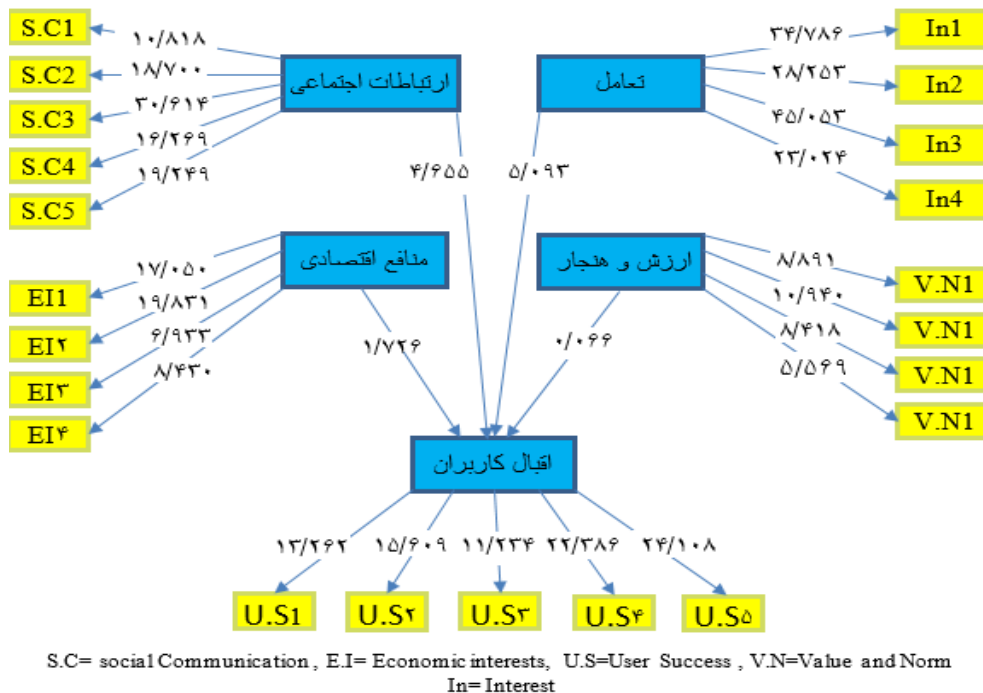 S.C1
S.C2
S.C3
S.C4
S.C5
۱۰/۸۱۸
۱۸/۷۰۰
۳۰/۶۱۴
۱۶/۲۶۹
۱۹/۲۴۹
ارتباطات اجتماعی
تعامل
۳۴/۷۸۶
۲۸/۲۵۳
۴۵/۰۵۳
۲۳/۰۲۴
In1
In2
In3
In4
۴/۶۵۵
۵/۰۹۳
EI1
EI۲
EI۳
EI۴
۱۷/۰۵۰
۱۹/۸۳۱
۶/۹۳۳
۸/۴۳۰
منافع اقتصادی
ارزش و هنجار
۸/۸۹۱
۱۰/۹۴۰
۸/۴۱۸
۵/۵۶۹
V.N1
V.N1
V.N1
V.N1
۱/۷۲۶
۰/۰۶۶
اقبال کاربران
۱۳/۲۶۲
۱۵/۶۰۹
۱۱/۲۳۴
۲۲/۳۸۶
۲۴/۱۰۸
U.S1
U.S۲
U.S۳
U.S۴
U.S۵
S.C= social Communication , E.I= Economic interests, U.S=User Success , V.N=Value and Norm
In= Interest